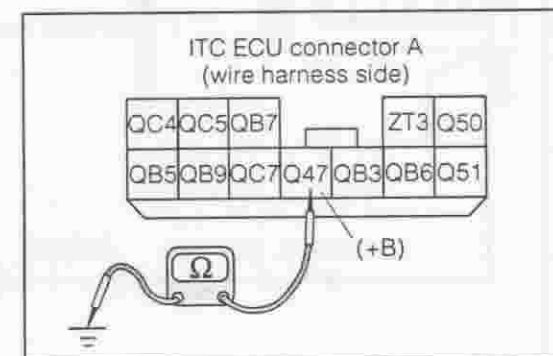 ITC ECU connector A
(wire harness side)
QC4 QC5 QB7 ZT3 Q50
QB5 QB9 QC7 Q47 QB3 QB6 Q51
(+B)
Ω